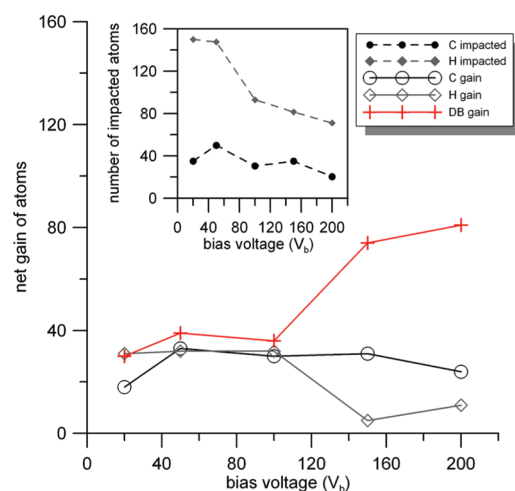 160
120
80
40
0
net gain of atoms
0 40 80 120 160 200
bias voltage (Vb)
160
120
80
40
0
number of impacted atoms
0 40 80 120 160 200
bias voltage (Vb)
C impacted
H impacted
C gain
H gain
DB gain